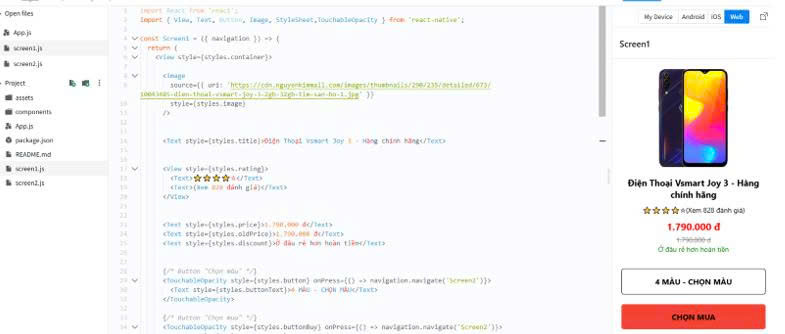 Open files
App.js
screen1.js
screen2.js
Project
assets
components
App.js
package.json
README.md
screen1.js
screen2.js
1 import React from 'react';
2 import { View, Text, Button, Image, StyleSheet,TouchableOpacity } from 'react-native';
3
4 const Screen1 = ({ navigation }) => {
5 return (
6 <View style={styles.container}>
7
8 <Image
9 source={{ uri: 'https://cdn.nguyenkimmall.com/images/thumbnails/290/235/detailed/673/
10043685-dien-thoai-vsmart-joy-3-2gb-32gb-tim-san-ho-1.jpg' }}
10 style={styles.image}
11 />
12
13
14 <Text style={styles.title}>Điện Thoại Vsmart Joy 3 - Hàng chính hãng</Text>
15
16
17 <View style={styles.rating}>
18 <Text>⭐⭐⭐⭐☆</Text>
19 <Text>(Xem 828 đánh giá)</Text>
20 </View>
21
22
23 <Text style={styles.price}>1.790.000 đ</Text>
24 <Text style={styles.oldPrice}>1.790.000 đ</Text>
25 <Text style={styles.discount}>Ở đâu rẻ hơn hoàn tiền</Text>
26
27
28 {/* Button "Chọn màu" */}
29 <TouchableOpacity style={styles.button} onPress={() => navigation.navigate('Screen2')}>
30 <Text style={styles.buttonText}>4 MÀU - CHỌN MÀU</Text>
31 </TouchableOpacity>
32
33 {/* Button "Chọn mua" */}
34 <TouchableOpacity style={styles.buttonBuy} onPress={() => navigation.navigate('Screen2')}>
My Device Android iOS Web
Screen1
Điện Thoại Vsmart Joy 3 - Hàng
chính hãng
⭐⭐⭐⭐☆(Xem 828 đánh giá)
1.790.000 đ
1.790.000 đ
Ở đâu rẻ hơn hoàn tiền
4 MÀU - CHỌN MÀU
CHỌN MUA